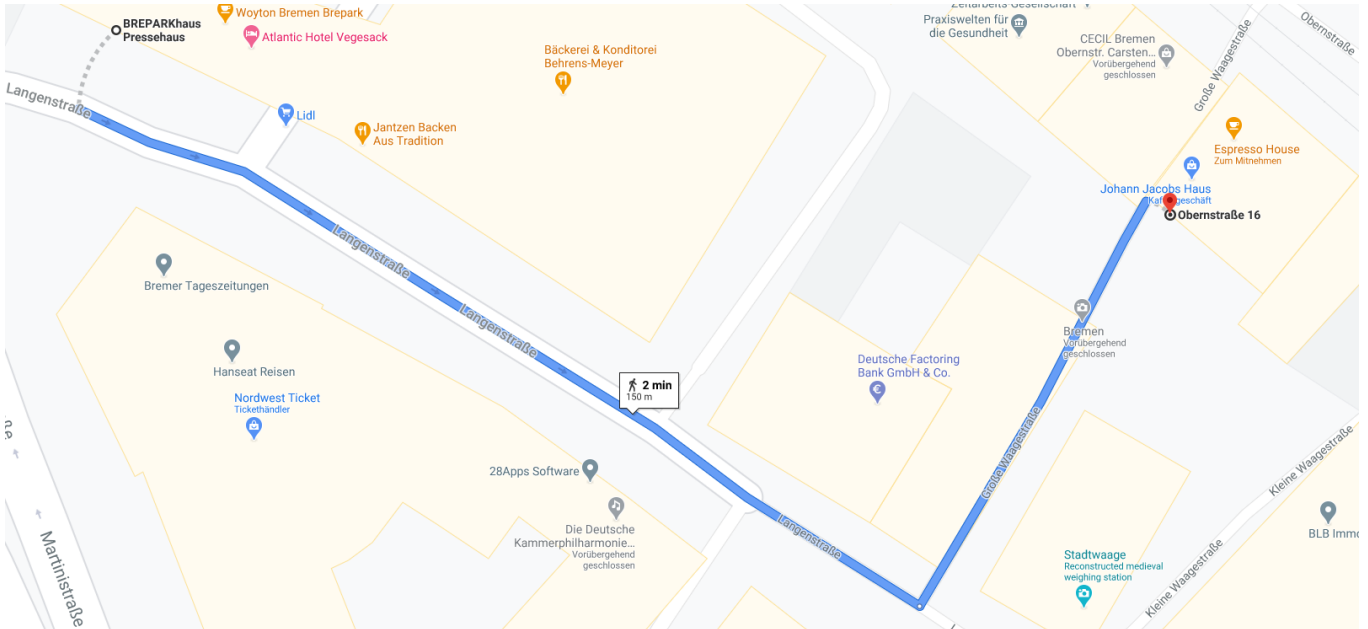 BREPARKhaus
Pressehaus
Woyton Bremen Brepark
Atlantic Hotel Vegesack
Bäckerei & Konditorei
Behrens-Meyer
Praxiswelten für
die Gesundheit
CECIL Bremen
Obernstr. Carsten...
Vorübergehend
geschlossen
Obernstraße
Große Waagestraße
Langenstraße
Lidl
Jantzen Backen
Aus Tradition
Espresso House
Zum Mitnehmen
Johann Jacobs Haus
Obernstraße 16
Langenstraße
Bremer Tageszeitungen
Langenstraße
Bremen
Vorübergehend
geschlossen
Hanseat Reisen
Deutsche Factoring
Bank GmbH & Co.
2 min
150 m
Nordwest Ticket
Tickethändler
28Apps Software
Große Waagestraße
Kleine Waagestraße
Die Deutsche
Kammerphilharmonie...
Vorübergehend
geschlossen
Langenstraße
BLB Immo
Martinistraße
Stadtwaage
Reconstructed medieval
weighing station
Kleine Waagestraße